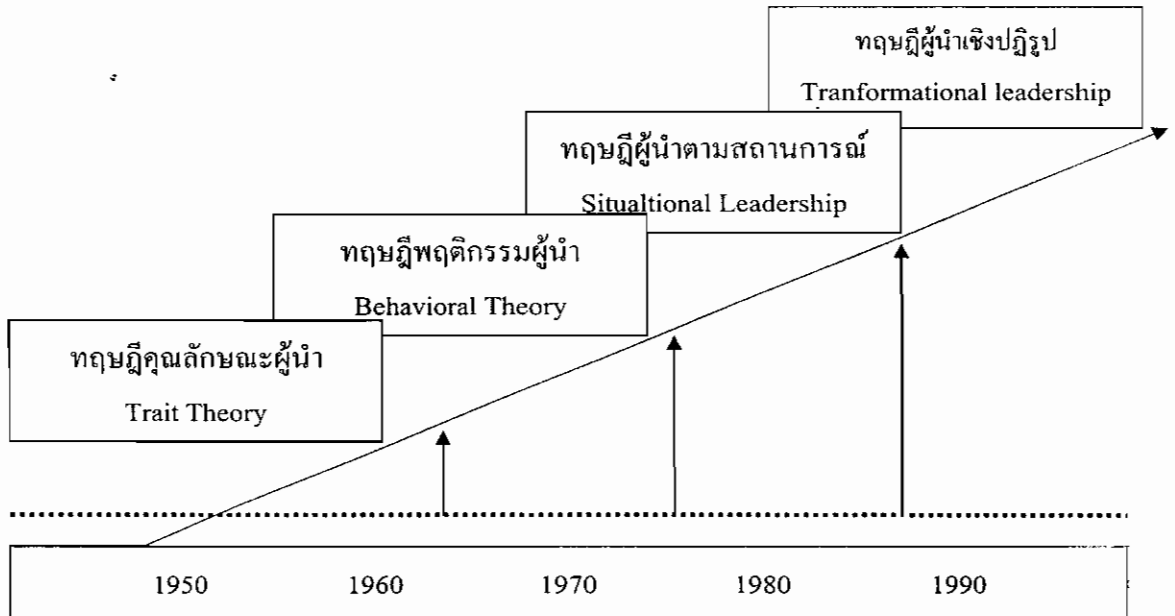 ทฤษฎีผู้นำเชิงปฏิรูป
Tranformational leadership
ทฤษฎีผู้นำตามสถานการณ์
Situaltional Leadership
ทฤษฎีพฤติกรรมผู้นำ
Behavioral Theory
ทฤษฎีคุณลักษณะผู้นำ
Trait Theory
1950 1960 1970 1980 1990